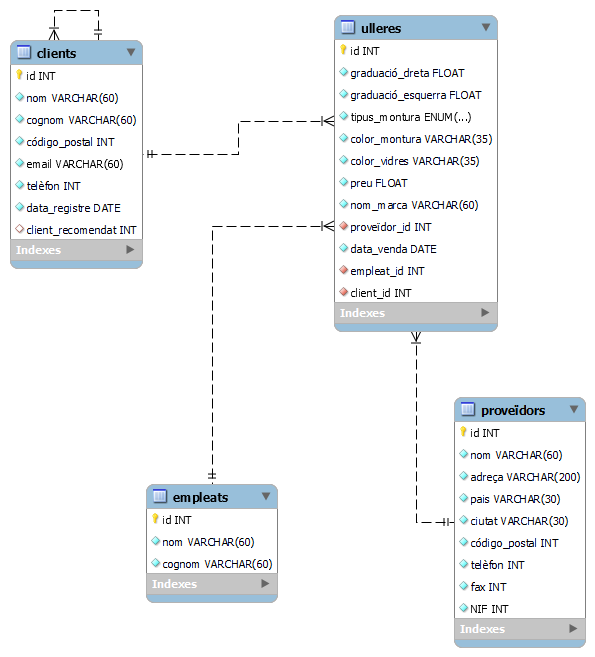 clients
id INT
nom VARCHAR(60)
cognom VARCHAR(60)
código_postal INT
email VARCHAR(60)
telèfon INT
data_registre DATE
client_recomendat INT
Indexes
ulleres
id INT
graduació_dreta FLOAT
graduació_esquerra FLOAT
tipus_montura ENUM(...)
color_montura VARCHAR(35)
color_vidres VARCHAR(35)
preu FLOAT
nom_marca VARCHAR(60)
proveïdor_id INT
data_venda DATE
empleat_id INT
client_id INT
Indexes
empleats
id INT
nom VARCHAR(60)
cognom VARCHAR(60)
Indexes
proveïdors
id INT
nom VARCHAR(60)
adreça VARCHAR(200)
pais VARCHAR(30)
ciutat VARCHAR(30)
código_postal INT
telèfon INT
fax INT
NIF INT
Indexes